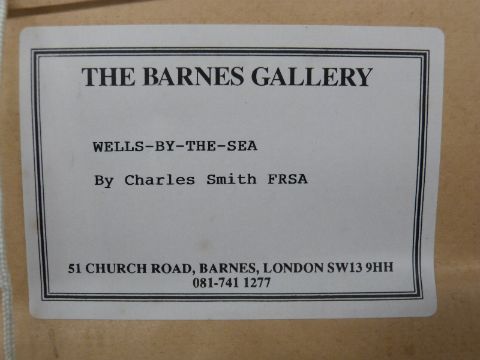 THE BARNES GALLERY
WELLS-BY-THE-SEA
By Charles Smith FRSA
51 CHURCH ROAD, BARNES, LONDON SW13 9HH
081-741 1277